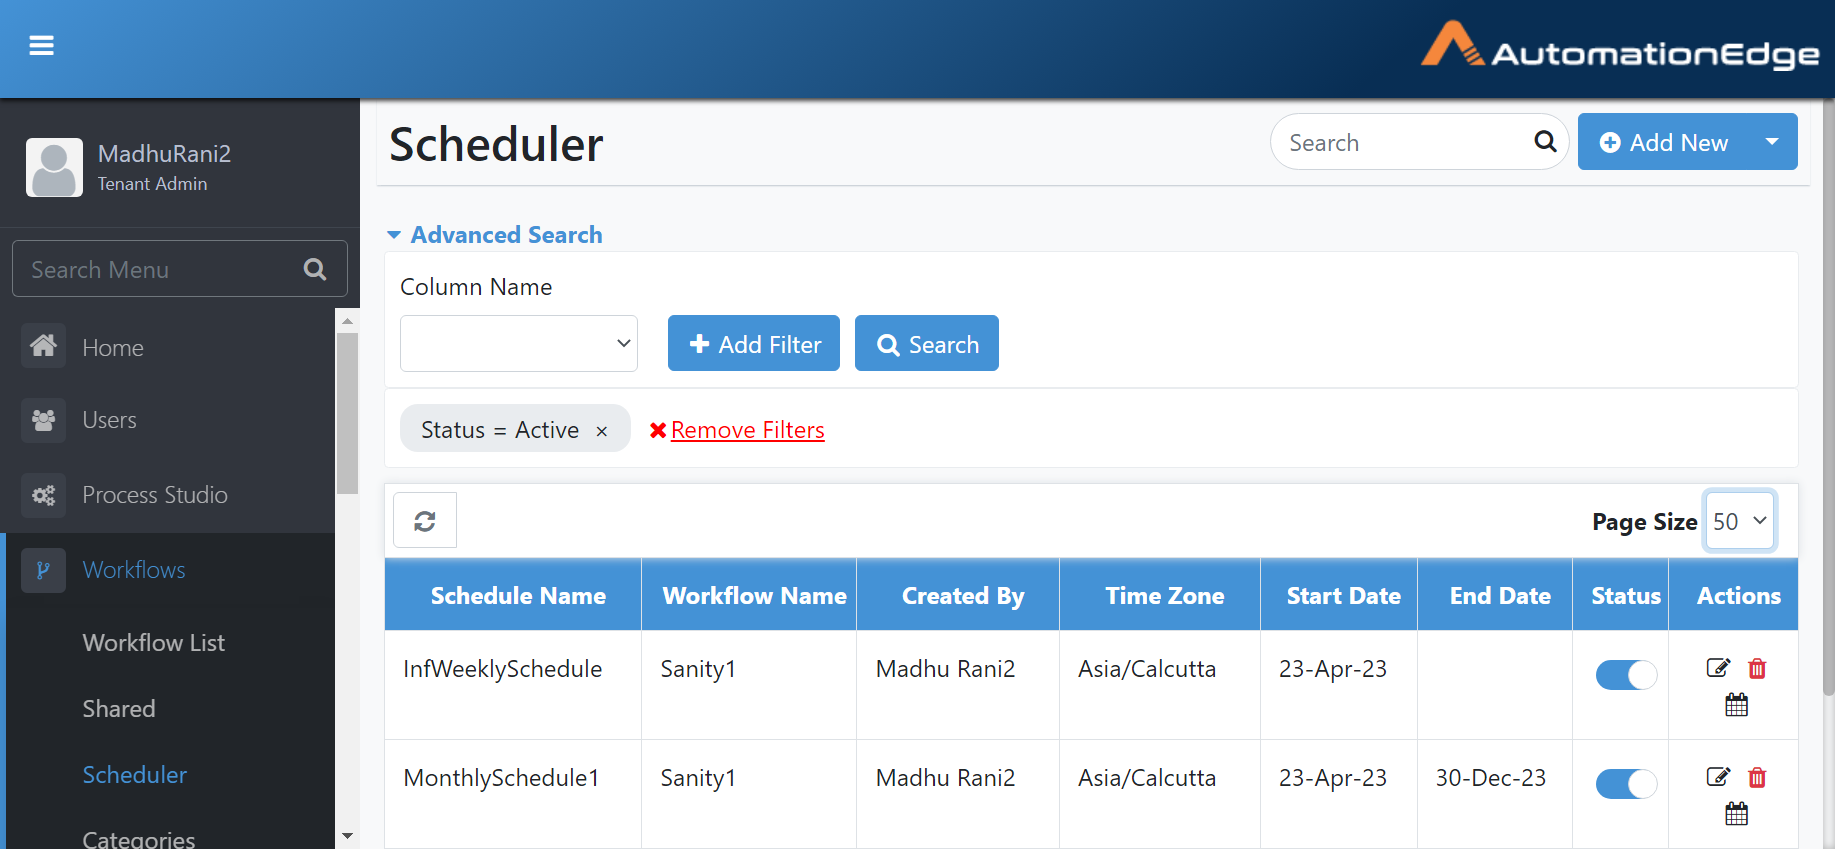 AutomationEdge
MadhuRani2
Tenant Admin
Search Menu
Home
Users
Process Studio
Workflows
Workflow List
Shared
Scheduler
Categories
Scheduler
Search
Add New
Advanced Search
Column Name
Add Filter
Search
Status = Active ×
Remove Filters
Page Size 50
Schedule Name Workflow Name Created By Time Zone Start Date End Date Status Actions
InfWeeklySchedule Sanity1 Madhu Rani2 Asia/Calcutta 23-Apr-23
MonthlySchedule1 Sanity1 Madhu Rani2 Asia/Calcutta 23-Apr-23 30-Dec-23